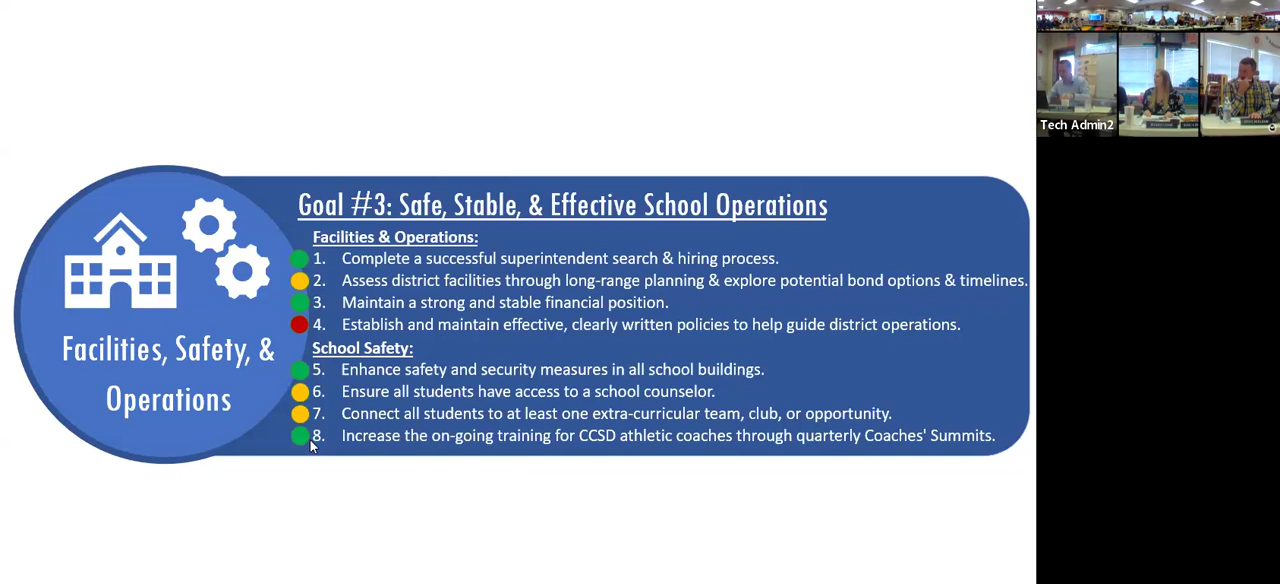 Goal #3: Safe, Stable, & Effective School Operations
Facilities & Operations:
1. Complete a successful superintendent search & hiring process.
2. Assess district facilities through long-range planning & explore potential bond options & timelines.
3. Maintain a strong and stable financial position.
4. Establish and maintain effective, clearly written policies to help guide district operations.
School Safety:
5. Enhance safety and security measures in all school buildings.
6. Ensure all students have access to a school counselor.
7. Connect all students to at least one extra-curricular team, club, or opportunity.
8. Increase the on-going training for CCSD athletic coaches through quarterly Coaches' Summits.
Facilities, Safety, &
Operations
Tech Admin2